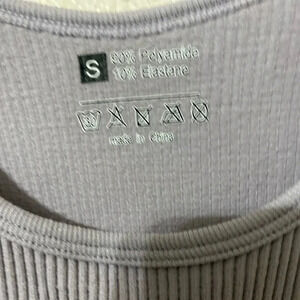 S 90% Polyamide
10% Elastane
made in china